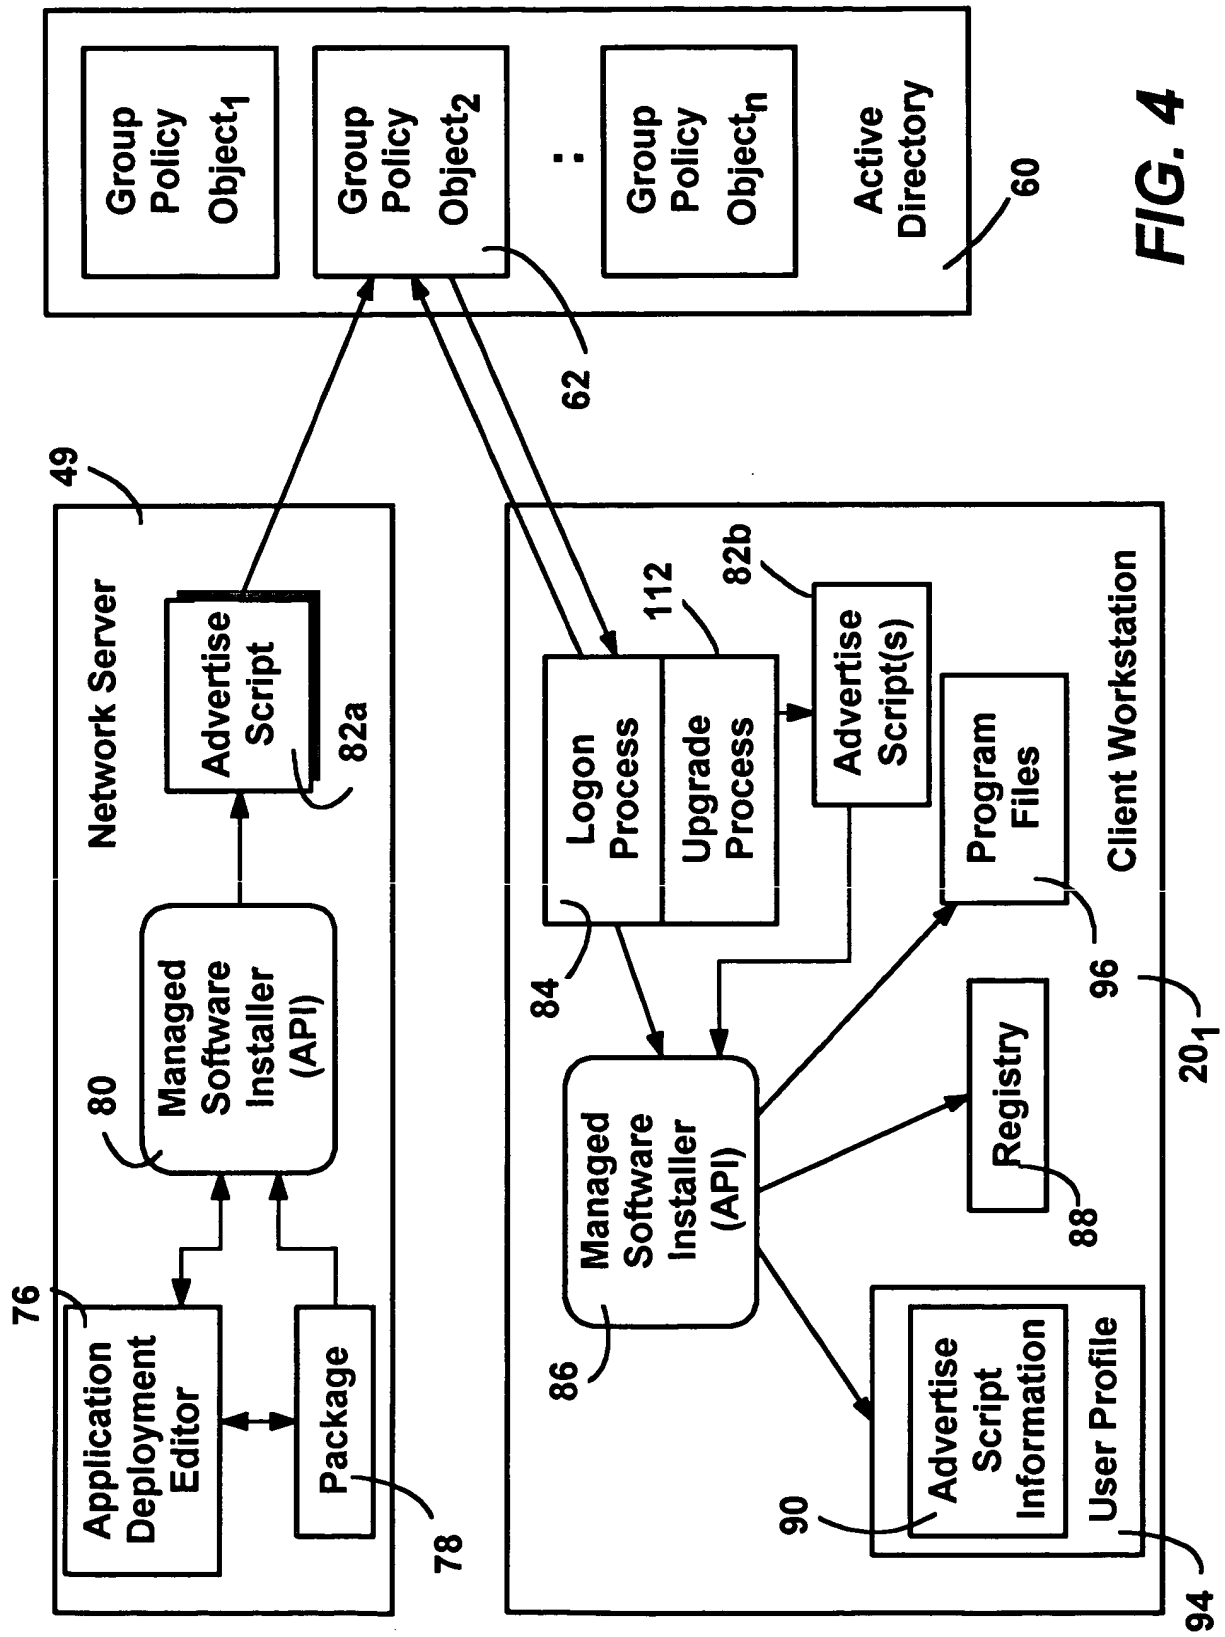 49
Network Server
76
Application
Deployment
Editor
Package
78
80
Managed
Software
Installer
(API)
Advertise
Script
82a
Group
Policy
Object1
Group
Policy
Object2
:
Group
Policy
Objectn
62
Active
Directory
60
84
Logon
Process
Upgrade
Process
112
82b
Advertise
Script(s)
Managed
Software
Installer
(API)
86
Program
Files
96
Registry
88
90
Advertise
Script
Information
User Profile
94
Client Workstation
201
FIG. 4